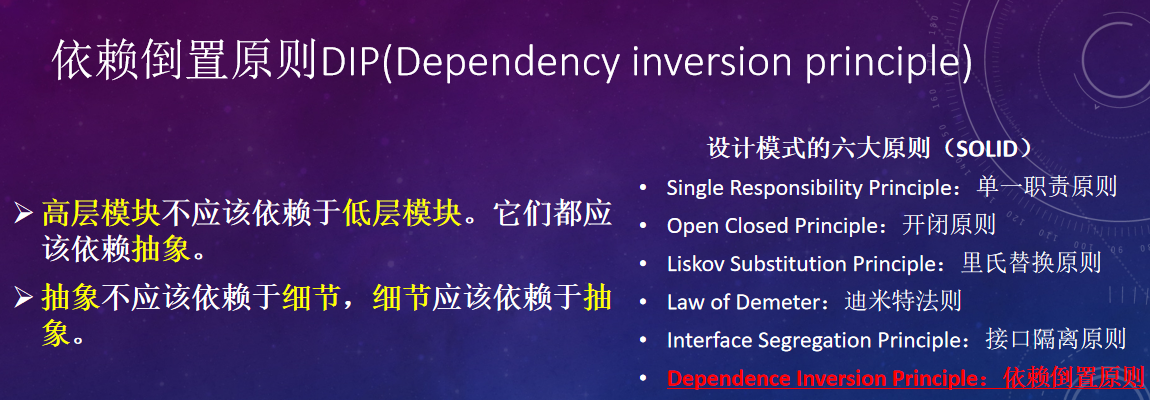 依赖倒置原则DIP(Dependency inversion principle)
➢ 高层模块不应该依赖于低层模块。它们都应
该依赖抽象。
➢ 抽象不应该依赖于细节，细节应该依赖于抽
象。
设计模式的六大原则（SOLID）
• Single Responsibility Principle：单一职责原则
• Open Closed Principle：开闭原则
• Liskov Substitution Principle：里氏替换原则
• Law of Demeter：迪米特法则
• Interface Segregation Principle：接口隔离原则
• Dependence Inversion Principle：依赖倒置原则